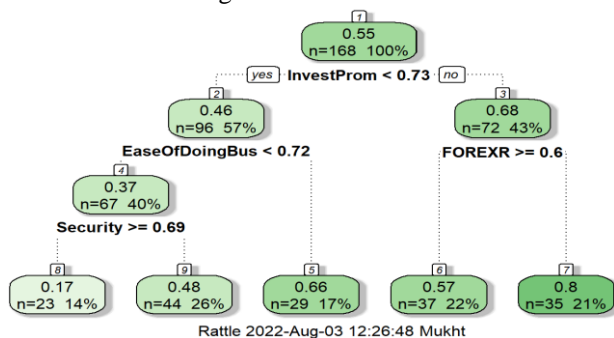 1
0.55
n=168 100%
yes InvestProm < 0.73 no
2 3
0.46 0.68
n=96 57% n=72 43%
EaseOfDoingBus < 0.72 FOREXR >= 0.6
4
0.37
n=67 40%
Security >= 0.69
8 9 5 6 7
0.17 0.48 0.66 0.57 0.8
n=23 14% n=44 26% n=29 17% n=37 22% n=35 21%
Rattle 2022-Aug-03 12:26:48 Mukht